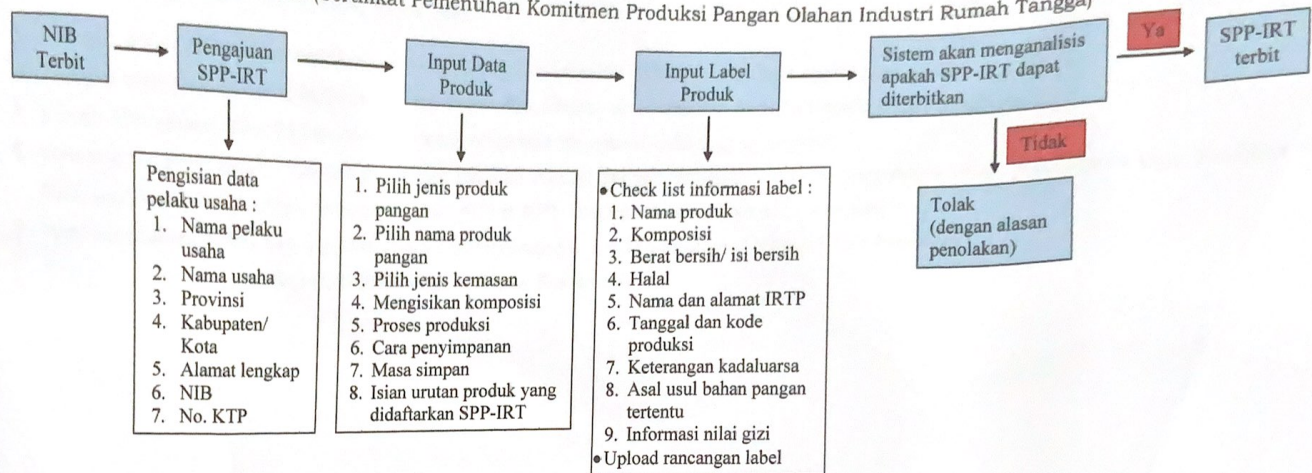 Pemenuhan Komitmen Produksi Pangan Olahan Industri Rumah Tangga)
NIB
Terbit
Pengajuan
SPP-IRT
Input Data
Produk
Input Label
Produk
Sistem akan menganalisis
apakah SPP-IRT dapat
diterbitkan
Ya
SPP-IRT
terbit
Tidak
Tolak
(dengan alasan
penolakan)
Pengisian data
pelaku usaha :
1. Nama pelaku
usaha
2. Nama usaha
3. Provinsi
4. Kabupaten/
Kota
5. Alamat lengkap
6. NIB
7. No. KTP
1. Pilih jenis produk
pangan
2. Pilih nama produk
pangan
3. Pilih jenis kemasan
4. Mengisikan komposisi
5. Proses produksi
6. Cara penyimpanan
7. Masa simpan
8. Isian urutan produk yang
didaftarkan SPP-IRT
•Check list informasi label :
1. Nama produk
2. Komposisi
3. Berat bersih/ isi bersih
4. Halal
5. Nama dan alamat IRTP
6. Tanggal dan kode
produksi
7. Keterangan kadaluarsa
8. Asal usul bahan pangan
tertentu
9. Informasi nilai gizi
•Upload rancangan label